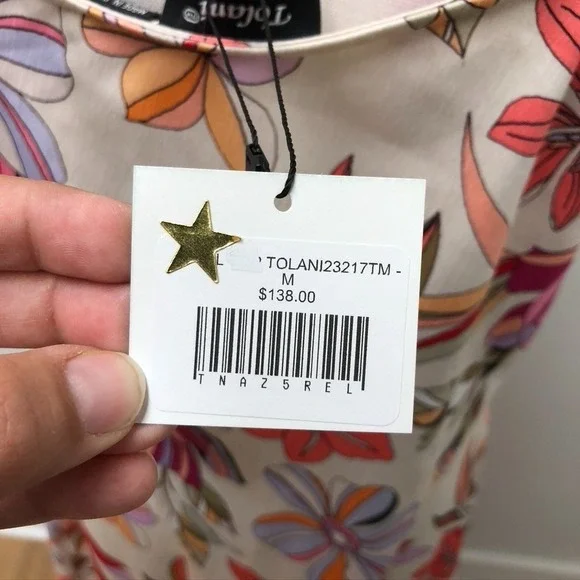 Tolani
L P TOLANI23217TM -
M
$138.00
TNAZ5REL